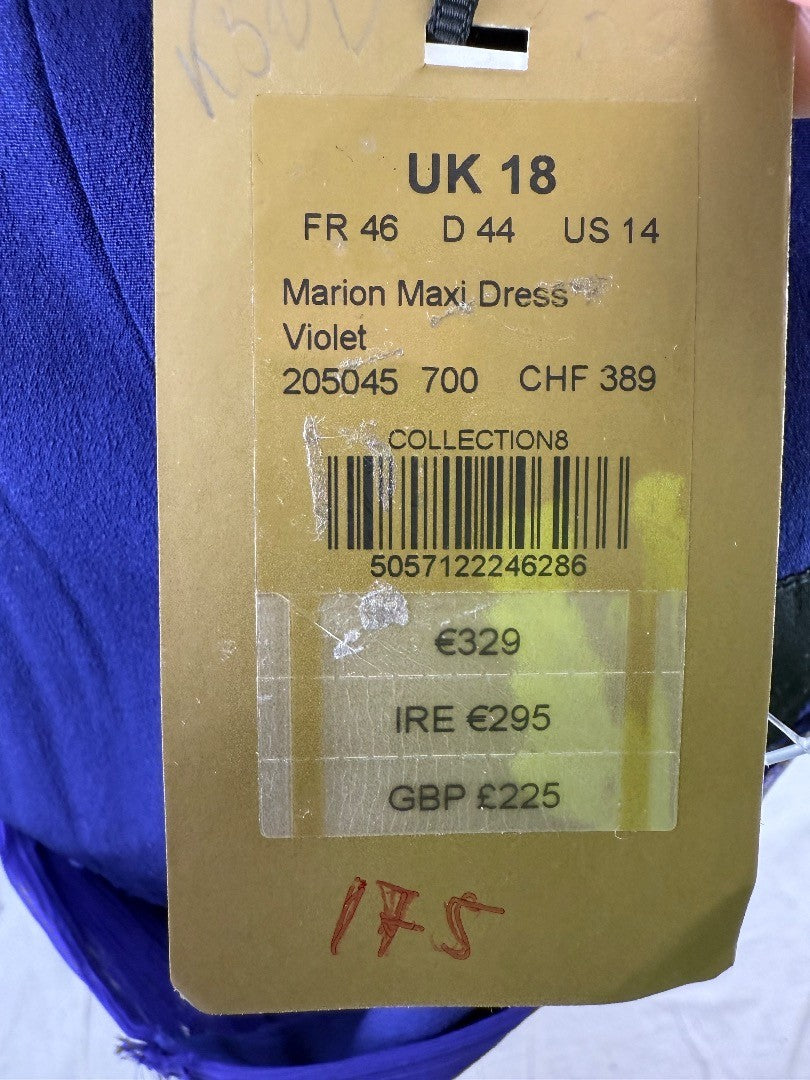 UK 18
FR 46 D 44 US 14
Marion Maxi Dress
Violet
205045 700 CHF 389
COLLECTION8
5057122246286
€329
IRE €295
GBP £225
175